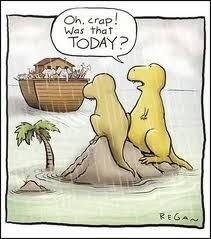 Oh, crap!
Was that
TODAY?
REGAN